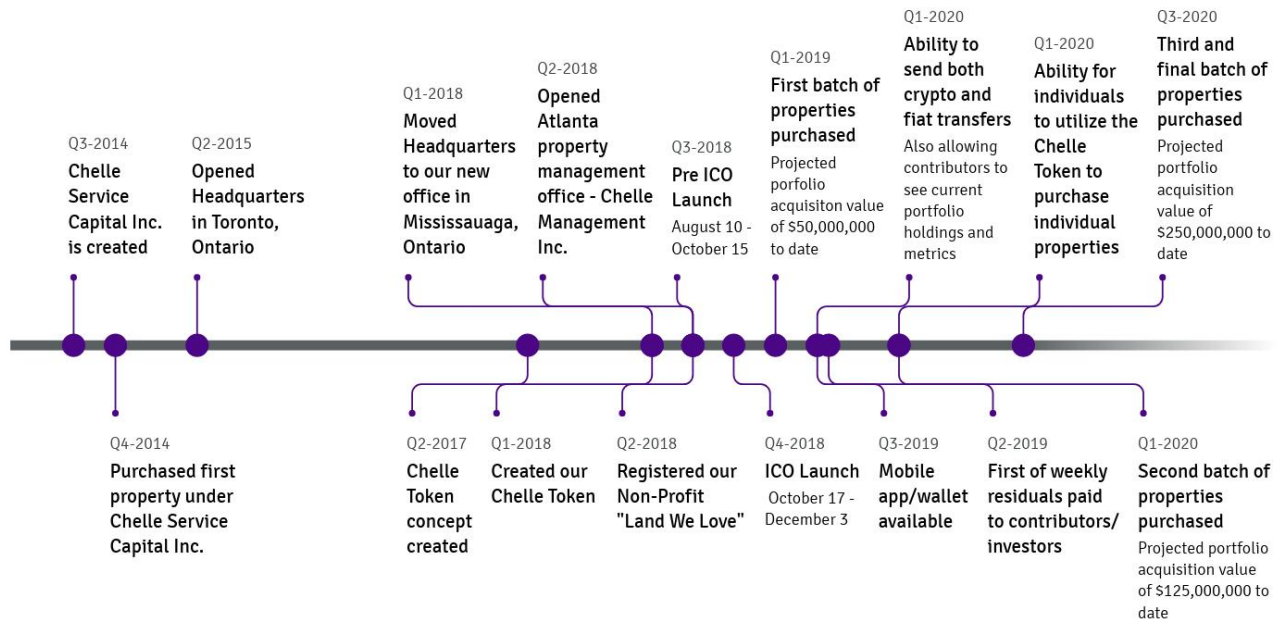 Q3-2014
Chelle
Service
Capital Inc.
is created
Q2-2015
Opened
Headquarters
in Toronto,
Ontario
Q1-2018
Moved
Headquarters
to our new
office in
Mississauaga,
Ontario
Q2-2018
Opened
Atlanta
property
management
office - Chelle
Management
Inc.
Q3-2018
Pre ICO
Launch
August 10 -
October 15
Q1-2019
First batch of
properties
purchased
Projected
porfolio
acquisiton value
of $50,000,000
to date
Q1-2020
Ability to
send both
crypto and
fiat transfers
Also allowing
contributors to
see current
portfolio
holdings and
metrics
Q1-2020
Ability for
individuals
to utilize the
Chelle
Token to
purchase
individual
properties
Q3-2020
Third and
final batch of
properties
purchased
Projected
portfolio
acquisition
value of
$250,000,000 to
date
Q4-2014
Purchased first
property under
Chelle Service
Capital Inc.
Q2-2017
Chelle
Token
concept
created
Q1-2018
Created our
Chelle Token
Q2-2018
Registered our
Non-Profit
"Land We Love"
Q4-2018
ICO Launch
October 17 -
December 3
Q3-2019
Mobile
app/wallet
available
Q2-2019
First of weekly
residuals paid
to contributors/
investors
Q1-2020
Second batch of
properties
purchased
Projected portfolio
acquisition value
of $125,000,000 to
date